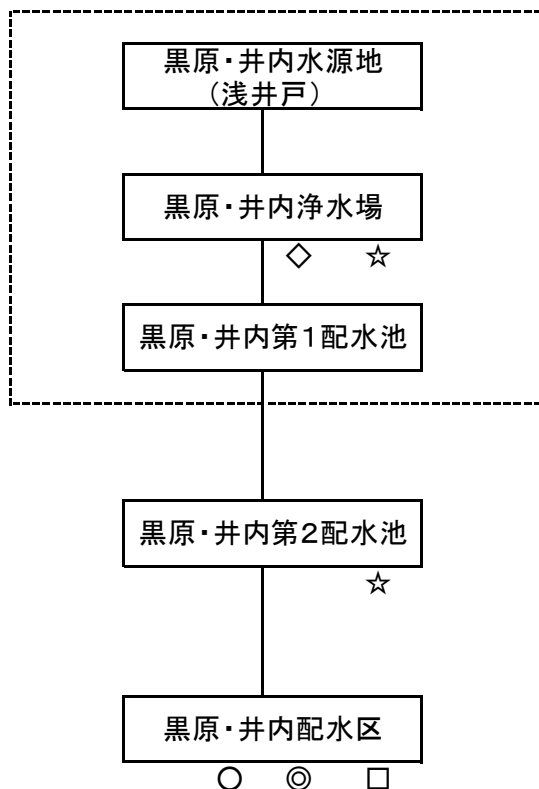 黒原・井内水源地
(浅井戸)
黒原・井内浄水場
◇ ☆
黒原・井内第1配水池
黒原・井内第2配水池
☆
黒原・井内配水区
○ ◎ □